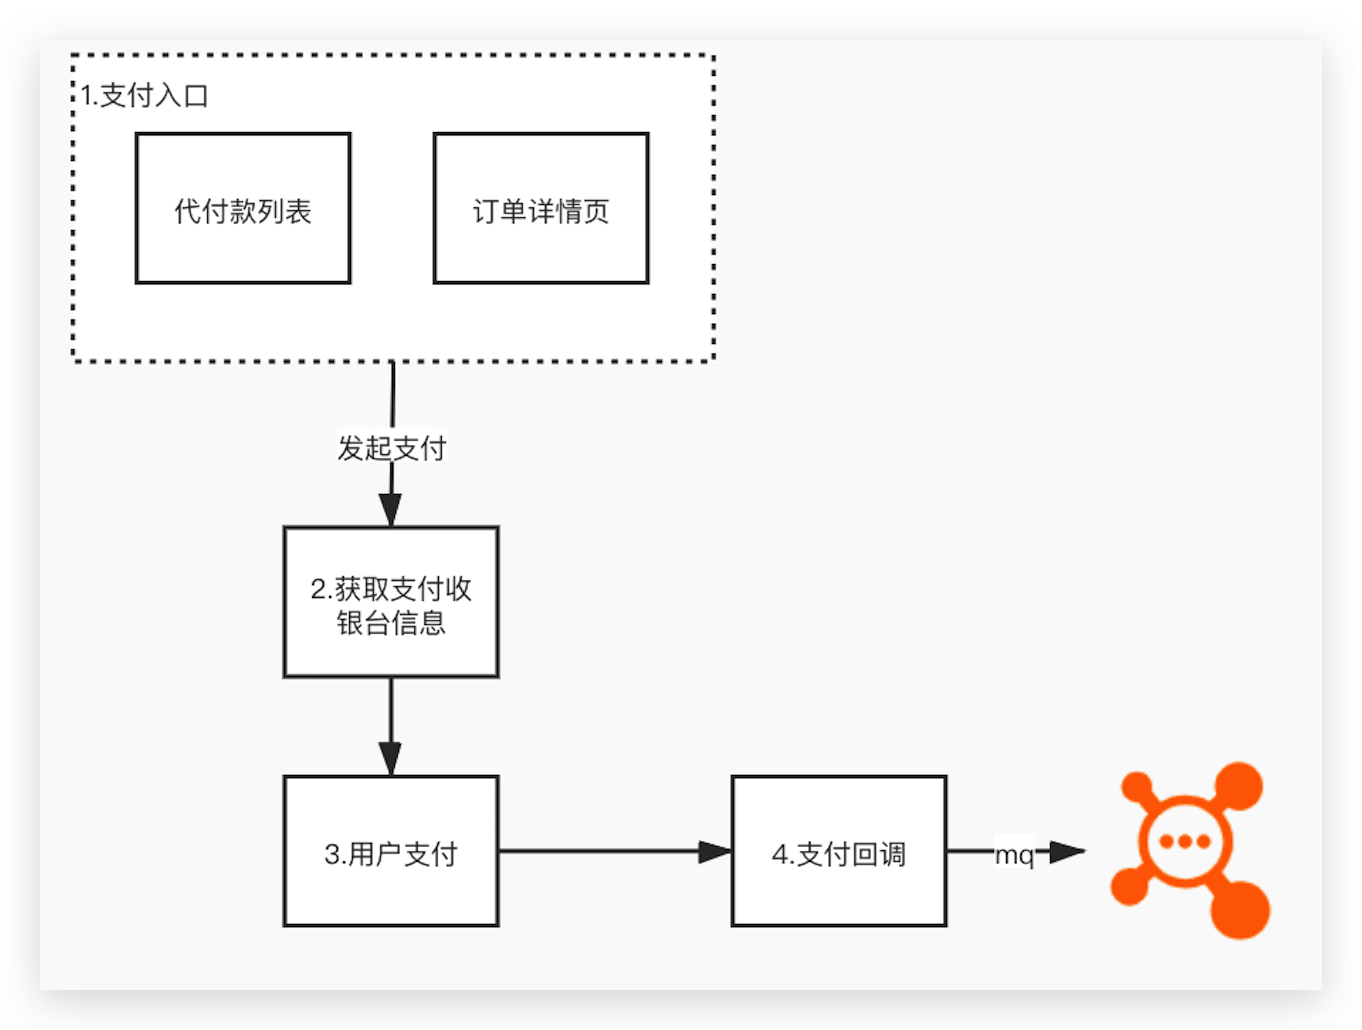 1.支付入口
代付款列表
订单详情页
发起支付
2.获取支付收
银台信息
3.用户支付
4.支付回调
mq